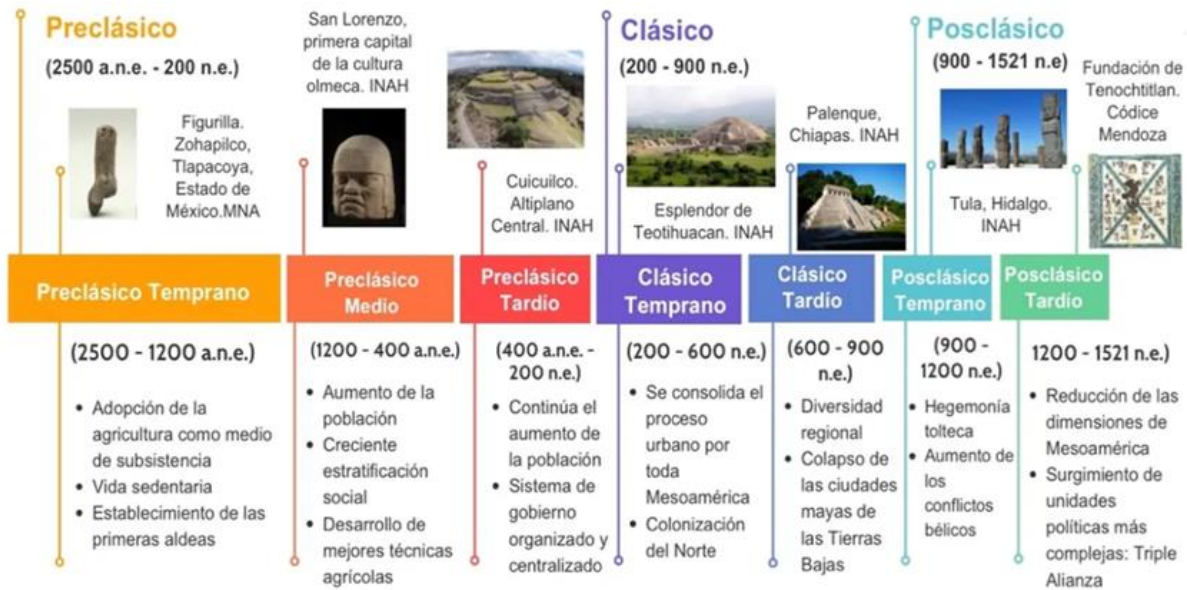 Preclásico
(2500 a.n.e. - 200 n.e.)
Figurilla.
Zohapilco,
Tlapacoya,
Estado de
México.MNA
San Lorenzo,
primera capital
de la cultura
olmeca. INAH
Cuicuilco.
Altiplano
Central. INAH
Clásico
(200 - 900 n.e.)
Esplendor de
Teotihuacan. INAH
Palenque,
Chiapas. INAH
Posclásico
(900 - 1521 n.e)
Tula, Hidalgo.
INAH
Fundación de
Tenochtitlan.
Códice
Mendoza
Preclásico Temprano
(2500 - 1200 a.n.e.)
• Adopción de la
agricultura como medio
de subsistencia
• Vida sedentaria
• Establecimiento de las
primeras aldeas
Preclásico
Medio
(1200 - 400 a.n.e.)
• Aumento de la
población
• Creciente
estratificación
social
• Desarrollo de
mejores técnicas
agrícolas
Preclásico
Tardío
(400 a.n.e. -
200 n.e.)
• Continúa el
aumento de
la población
• Sistema de
gobierno
organizado y
centralizado
Clásico
Temprano
(200 - 600 n.e.)
• Se consolida el
proceso
urbano por
toda
Mesoamérica
• Colonización
del Norte
Clásico
Tardío
(600 - 900
n.e.)
• Diversidad
regional
• Colapso de
las ciudades
mayas de
las Tierras
Bajas
Posclásico
Temprano
(900 -
1200 n.e.)
• Hegemonía
tolteca
• Aumento de
los
conflictos
bélicos
Posclásico
Tardío
1200 - 1521 n.e.)
• Reducción de las
dimensiones de
Mesoamérica
• Surgimiento de
unidades
políticas más
complejas: Triple
Alianza